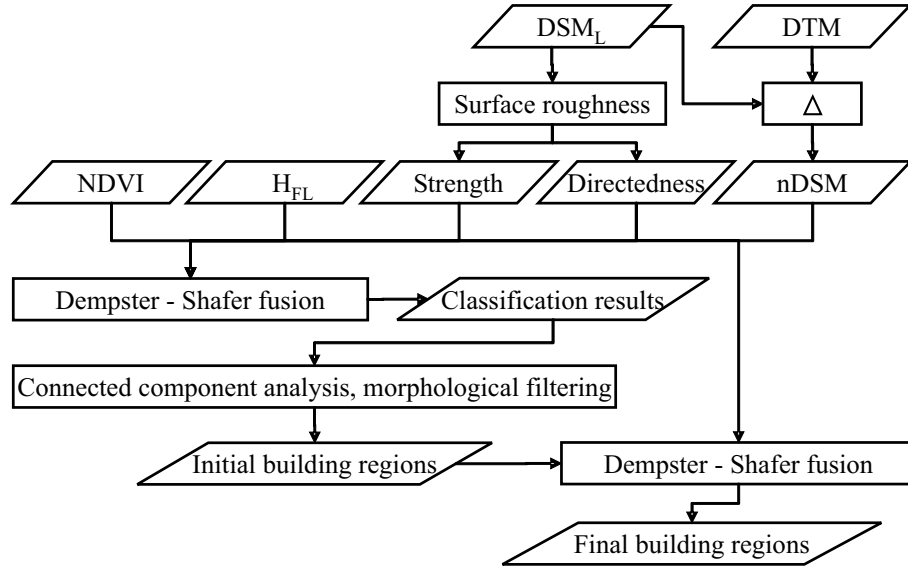 DSM_L
DTM
Surface roughness
Δ
NDVI
H_FL
Strength
Directedness
nDSM
Dempster - Shafer fusion
Classification results
Connected component analysis, morphological filtering
Initial building regions
Dempster - Shafer fusion
Final building regions